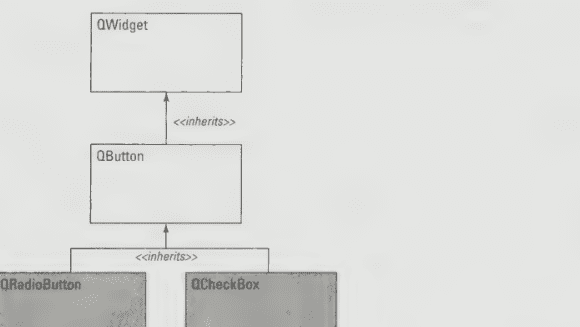 QWidget
<<inherits>>
QButton
<<inherits>>
QRadioButton
QCheckBox